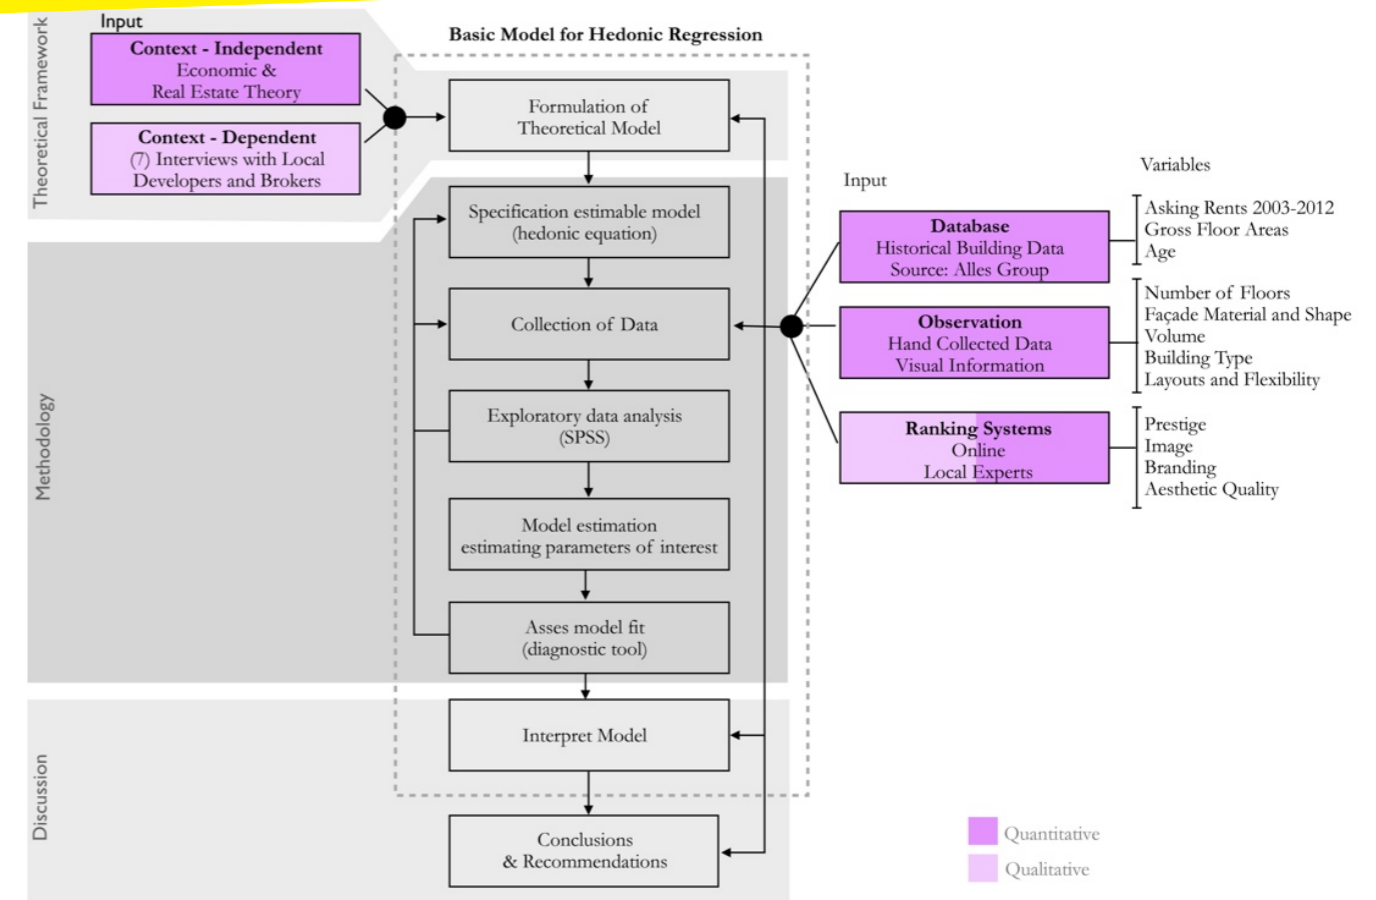 Theoretical Framework
Input
Context - Independent
Economic &
Real Estate Theory
Context - Dependent
(7) Interviews with Local
Developers and Brokers
Basic Model for Hedonic Regression
Formulation of
Theoretical Model
Methodology
Specification estimable model
(hedonic equation)
Collection of Data
Exploratory data analysis
(SPSS)
Model estimation
estimating parameters of interest
Asses model fit
(diagnostic tool)
Discussion
Interpret Model
Conclusions
& Recommendations
Input
Database
Historical Building Data
Source: Alles Group
Observation
Hand Collected Data
Visual Information
Ranking Systems
Online
Local Experts
Variables
Asking Rents 2003-2012
Gross Floor Areas
Age
Number of Floors
Façade Material and Shape
Volume
Building Type
Layouts and Flexibility
Prestige
Image
Branding
Aesthetic Quality
Quantitative
Qualitative